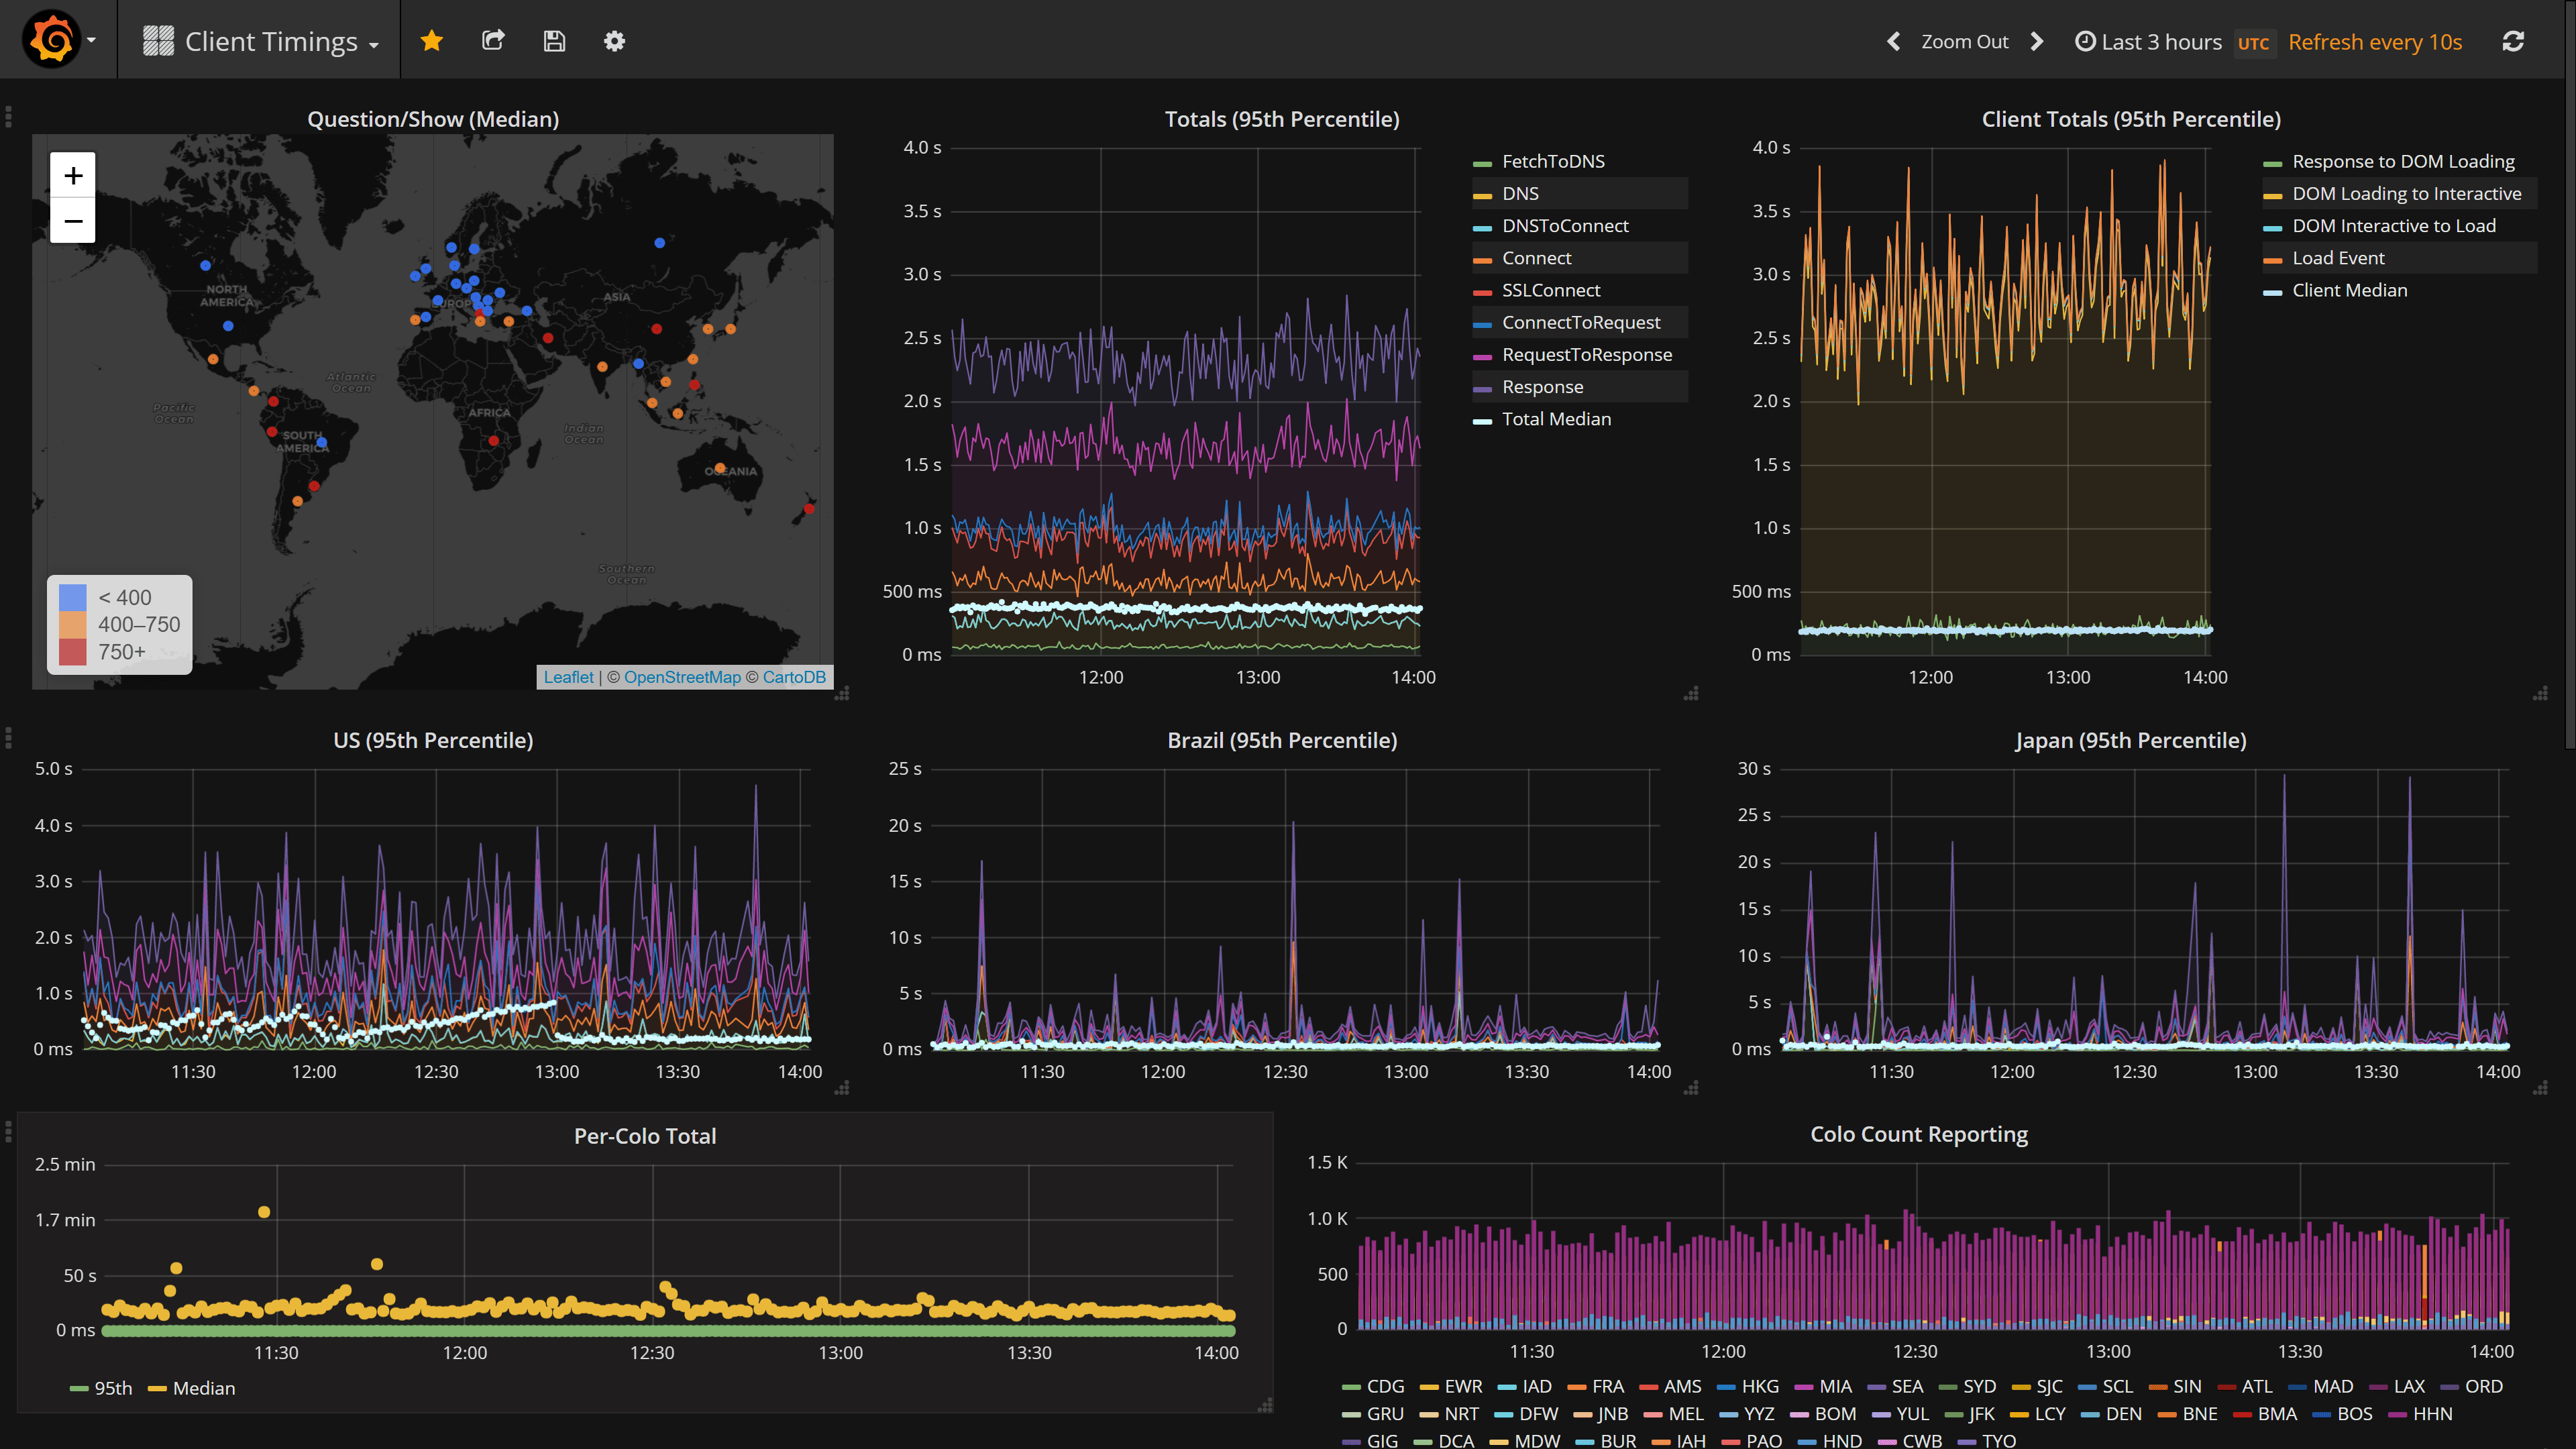 Client Timings
Zoom Out
Last 3 hours UTC Refresh every 10s
Question/Show (Median)
+
−
NORTH
AMERICA
EUROPE
ASIA
Atlantic
Ocean
Pacific
Ocean
AFRICA
Indian
Ocean
SOUTH
AMERICA
OCEANIA
Southern
Ocean
< 400
400–750
750+
Leaflet | © OpenStreetMap © CartoDB
Totals (95th Percentile)
4.0 s
3.5 s
3.0 s
2.5 s
2.0 s
1.5 s
1.0 s
500 ms
0 ms
12:00 13:00 14:00
FetchToDNS
DNS
DNSToConnect
Connect
SSLConnect
ConnectToRequest
RequestToResponse
Response
Total Median
Client Totals (95th Percentile)
4.0 s
3.5 s
3.0 s
2.5 s
2.0 s
1.5 s
1.0 s
500 ms
0 ms
12:00 13:00 14:00
Response to DOM Loading
DOM Loading to Interactive
DOM Interactive to Load
Load Event
Client Median
US (95th Percentile)
5.0 s
4.0 s
3.0 s
2.0 s
1.0 s
0 ms
11:30 12:00 12:30 13:00 13:30 14:00
Brazil (95th Percentile)
25 s
20 s
15 s
10 s
5 s
0 ms
11:30 12:00 12:30 13:00 13:30 14:00
Japan (95th Percentile)
30 s
25 s
20 s
15 s
10 s
5 s
0 ms
11:30 12:00 12:30 13:00 13:30 14:00
Per-Colo Total
2.5 min
1.7 min
50 s
0 ms
11:30 12:00 12:30 13:00 13:30 14:00
95th Median
Colo Count Reporting
1.5 K
1.0 K
500
0
11:30 12:00 12:30 13:00 13:30 14:00
CDG EWR IAD FRA AMS HKG MIA SEA SYD SJC SCL SIN ATL MAD LAX ORD
GRU NRT DFW JNB MEL YYZ BOM YUL JFK LCY DEN BNE BMA BOS HHN
GIG DCA MDW BUR IAH PAO HND CWB TYO